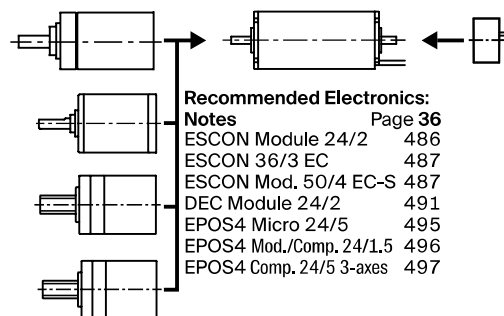 Recommended Electronics:
Notes Page 36
ESCON Module 24/2 486
ESCON 36/3 EC 487
ESCON Mod. 50/4 EC-S 487
DEC Module 24/2 491
EPOS4 Micro 24/5 495
EPOS4 Mod./Comp. 24/1.5 496
EPOS4 Comp. 24/5 3-axes 497